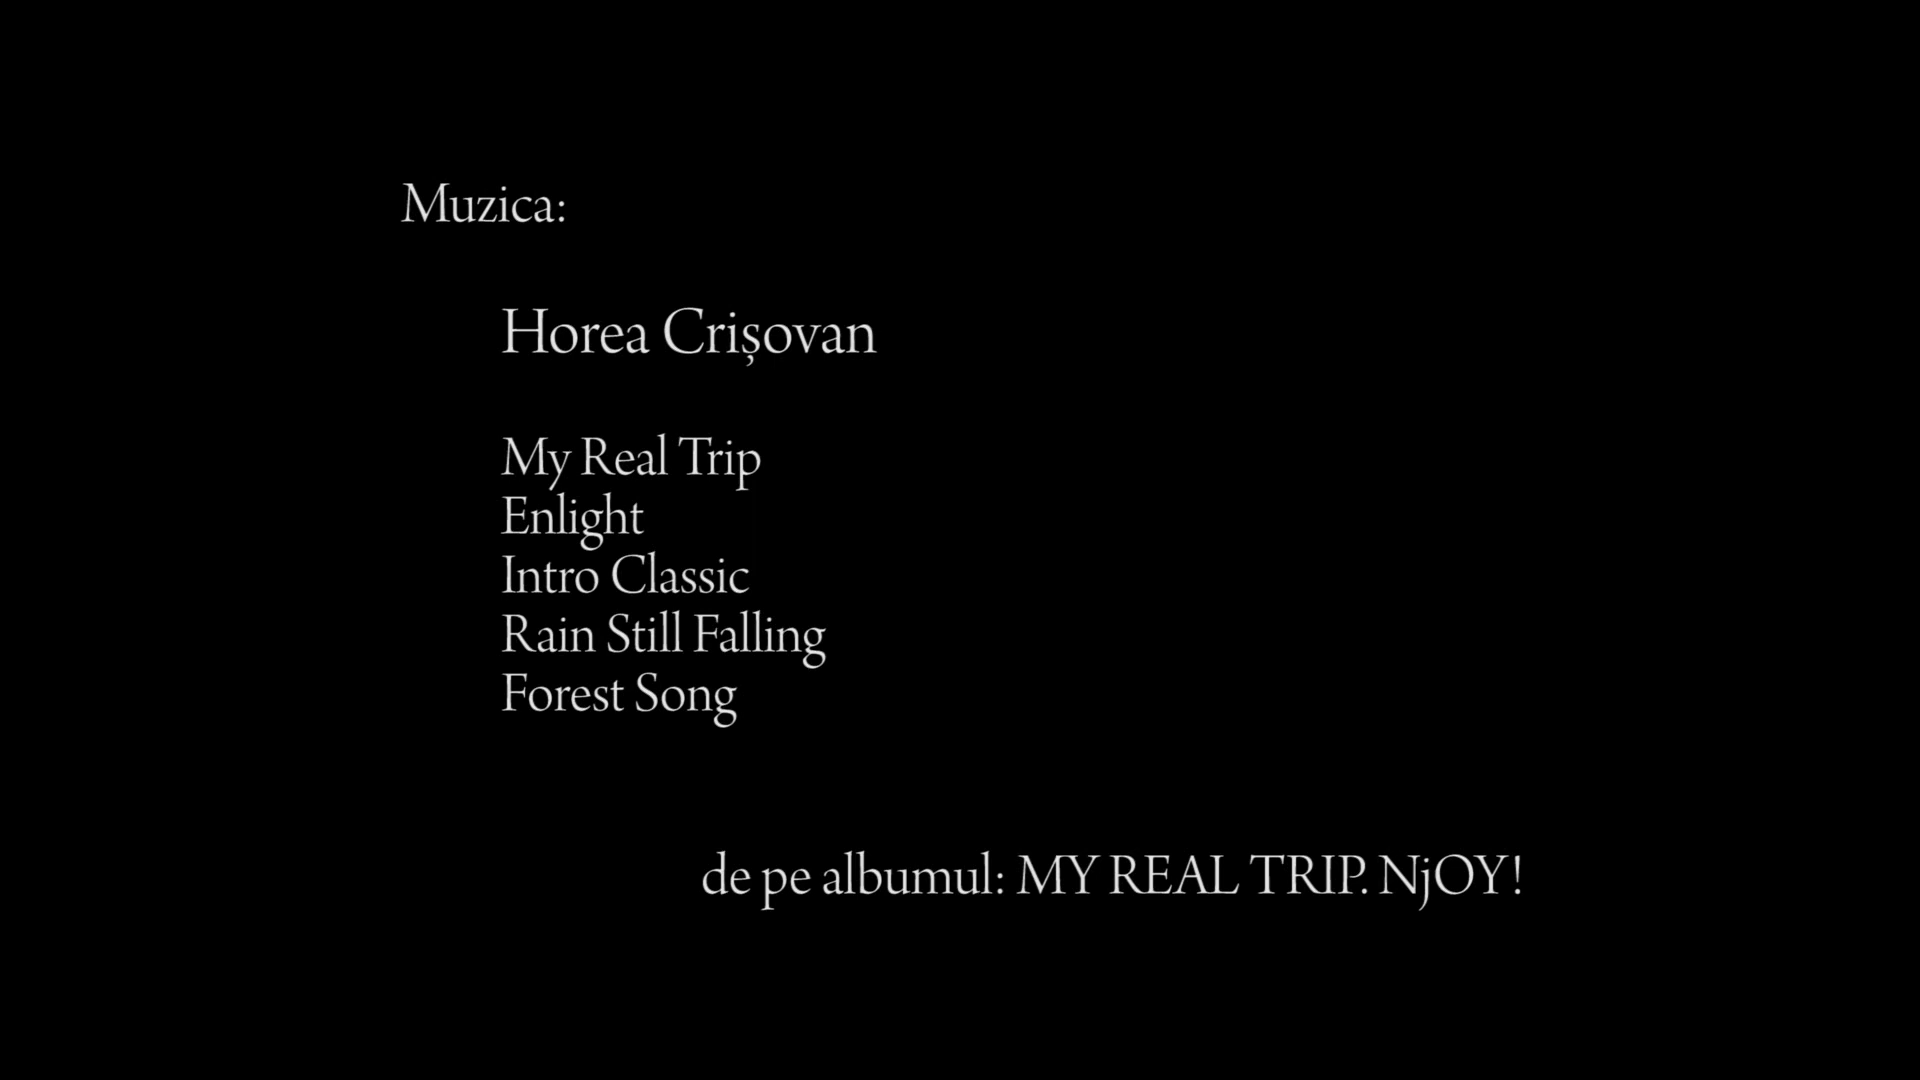 Muzica:
Horea Crișovan
My Real Trip
Enlight
Intro Classic
Rain Still Falling
Forest Song
de pe albumul: MY REAL TRIP. NjOY!